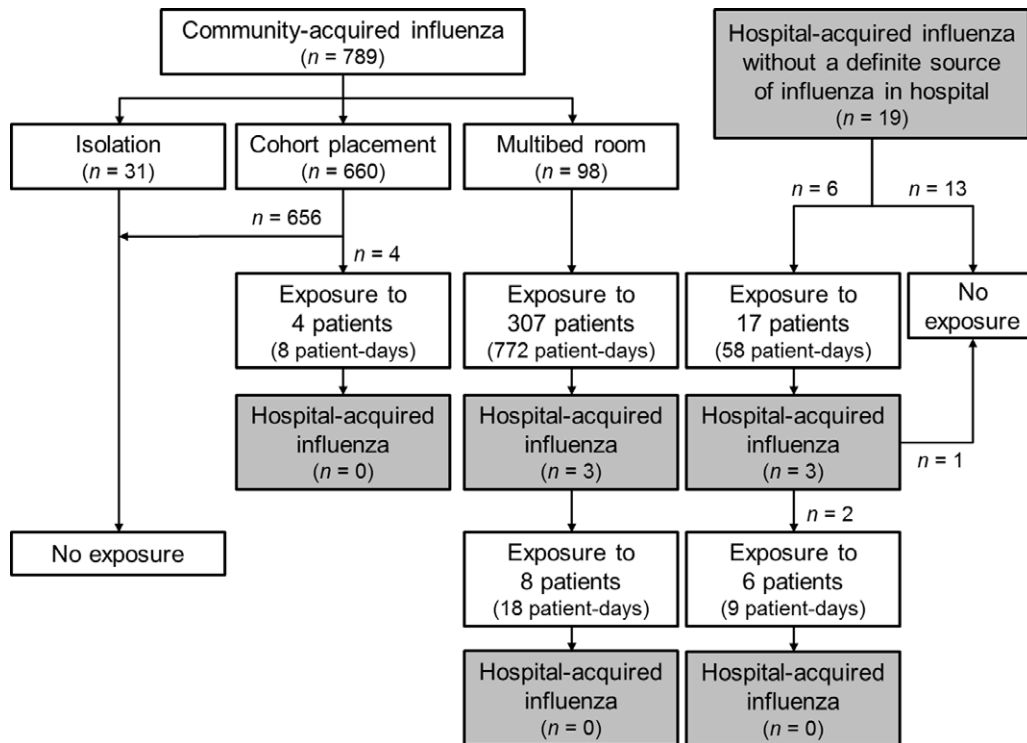 Community-acquired influenza
(n = 789)
Hospital-acquired influenza
without a definite source
of influenza in hospital
(n = 19)
Isolation
(n = 31)
Cohort placement
(n = 660)
Multibed room
(n = 98)
n = 6
n = 13
n = 656
n = 4
Exposure to
4 patients
(8 patient-days)
Exposure to
307 patients
(772 patient-days)
Exposure to
17 patients
(58 patient-days)
No
exposure
Hospital-acquired
influenza
(n = 0)
Hospital-acquired
influenza
(n = 3)
Hospital-acquired
influenza
(n = 3)
n = 1
n = 2
No exposure
Exposure to
8 patients
(18 patient-days)
Exposure to
6 patients
(9 patient-days)
Hospital-acquired
influenza
(n = 0)
Hospital-acquired
influenza
(n = 0)